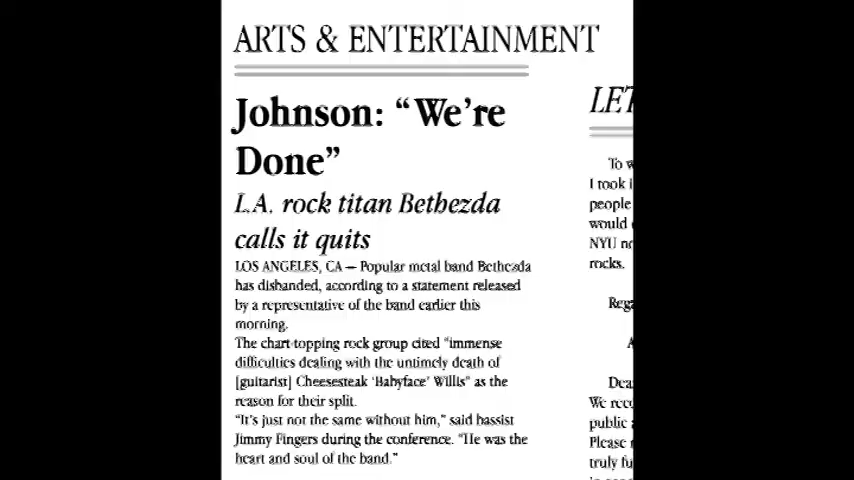 ARTS & ENTERTAINMENT
Johnson: “We’re
Done”
L.A. rock titan Bethezda
calls it quits
LOS ANGELES, CA — Popular metal band Bethezda
has disbanded, according to a statement released
by a representative of the band earlier this
morning.
The chart-topping rock group cited “immense
difficulties dealing with the untimely death of
[guitarist] Cheesesteak ‘Babyface’ Willis” as the
reason for their split.
“It’s just not the same without him,” said bassist
Jimmy Fingers during the conference. “He was the
heart and soul of the band.”
LET
To w
I took i
people
would
NYU no
rocks.
Rega
A
Dea
We reco
public a
Please
truly fu